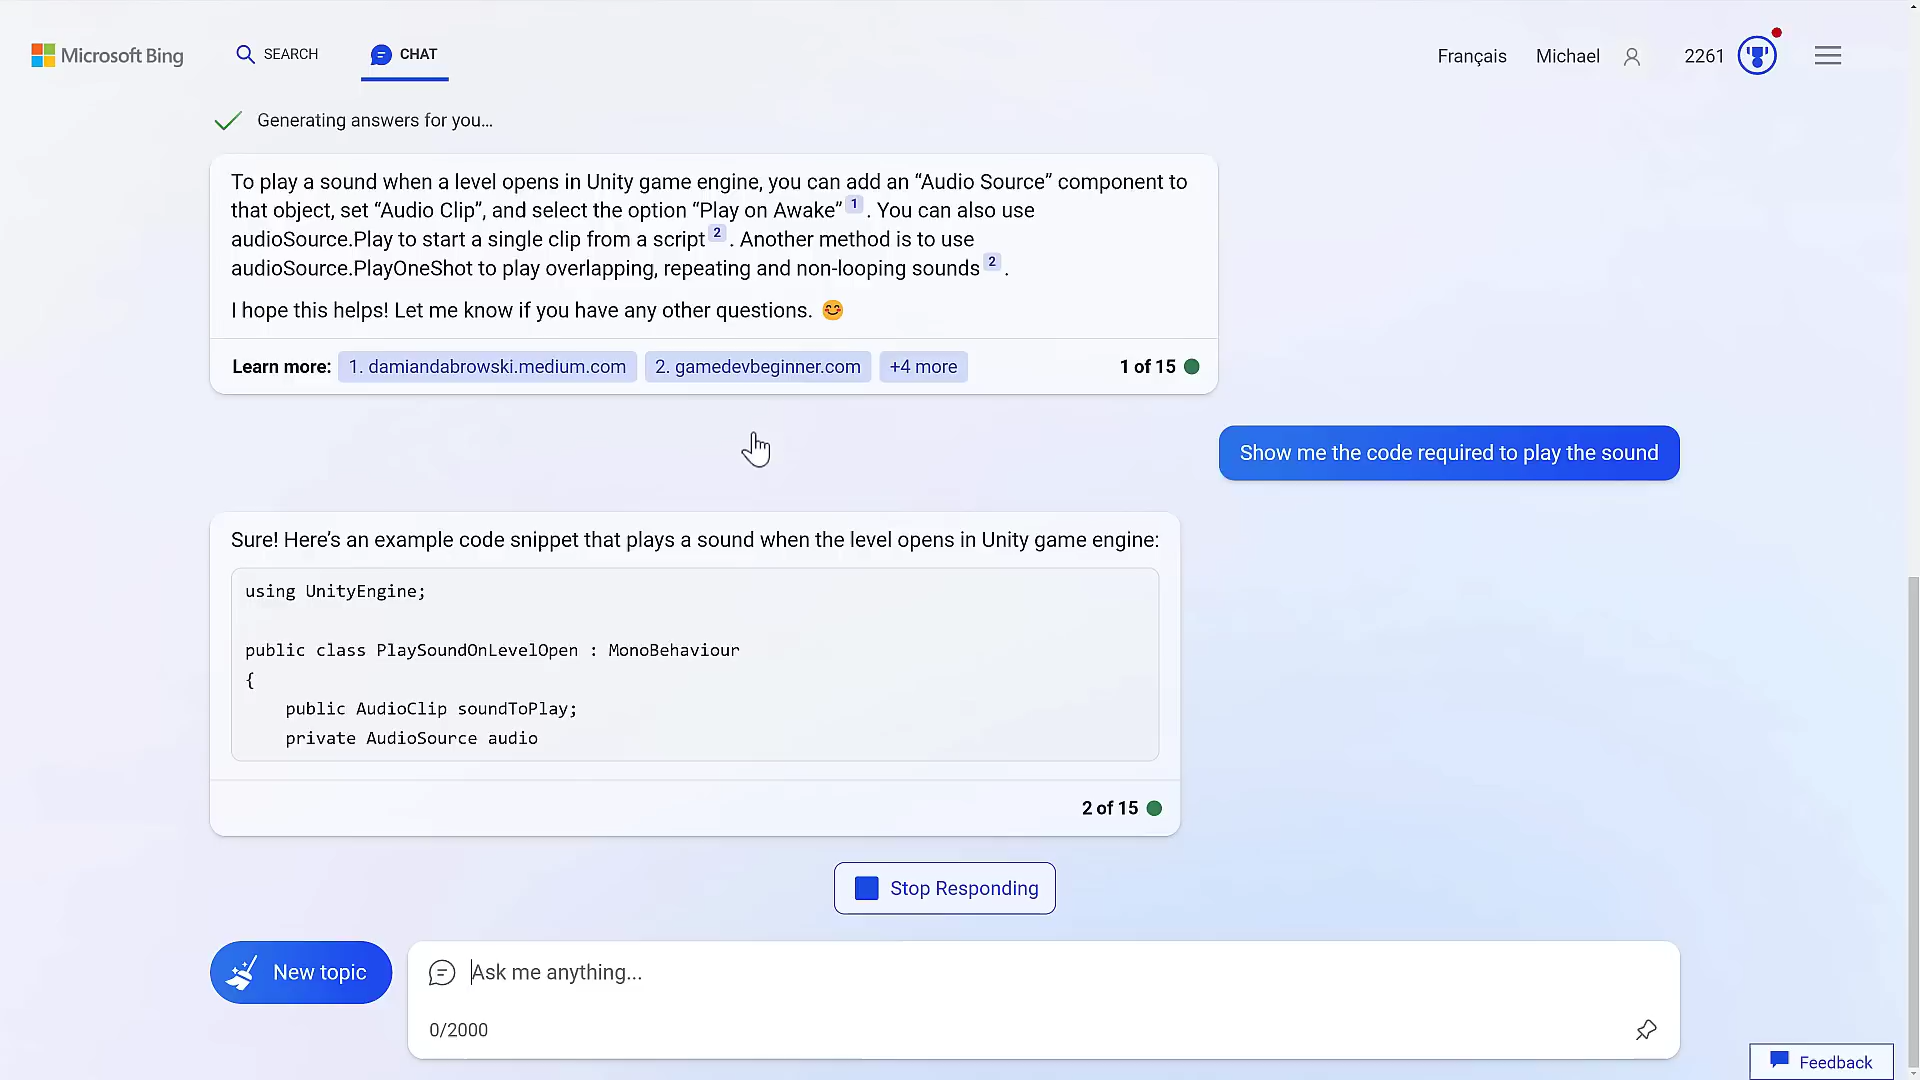 Microsoft Bing
SEARCH
CHAT
Français
Michael
2261
Generating answers for you...
To play a sound when a level opens in Unity game engine, you can add an “Audio Source” component to
that object, set “Audio Clip”, and select the option “Play on Awake” 1 . You can also use
audioSource.Play to start a single clip from a script 2 . Another method is to use
audioSource.PlayOneShot to play overlapping, repeating and non-looping sounds 2 .
I hope this helps! Let me know if you have any other questions. 😊
Learn more: 1. damiandabrowski.medium.com 2. gamedevbeginner.com +4 more 1 of 15
Show me the code required to play the sound
Sure! Here’s an example code snippet that plays a sound when the level opens in Unity game engine:
using UnityEngine;
public class PlaySoundOnLevelOpen : MonoBehaviour
{
    public AudioClip soundToPlay;
    private AudioSource audio
2 of 15
Stop Responding
New topic
Ask me anything...
0/2000
Feedback